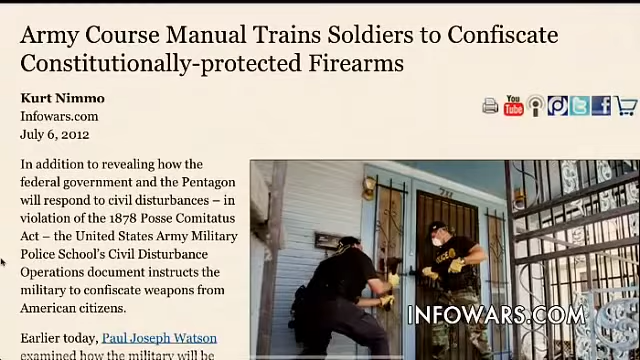 Army Course Manual Trains Soldiers to Confiscate
Constitutionally-protected Firearms
Kurt Nimmo
Infowars.com
July 6, 2012
You
Tube
In addition to revealing how the
federal government and the Pentagon
will respond to civil disturbances – in
violation of the 1878 Posse Comitatus
Act – the United States Army Military
Police School's Civil Disturbance
Operations document instructs the
military to confiscate weapons from
American citizens.
Earlier today, Paul Joseph Watson
examined how the military will be
INFOWARS.COM